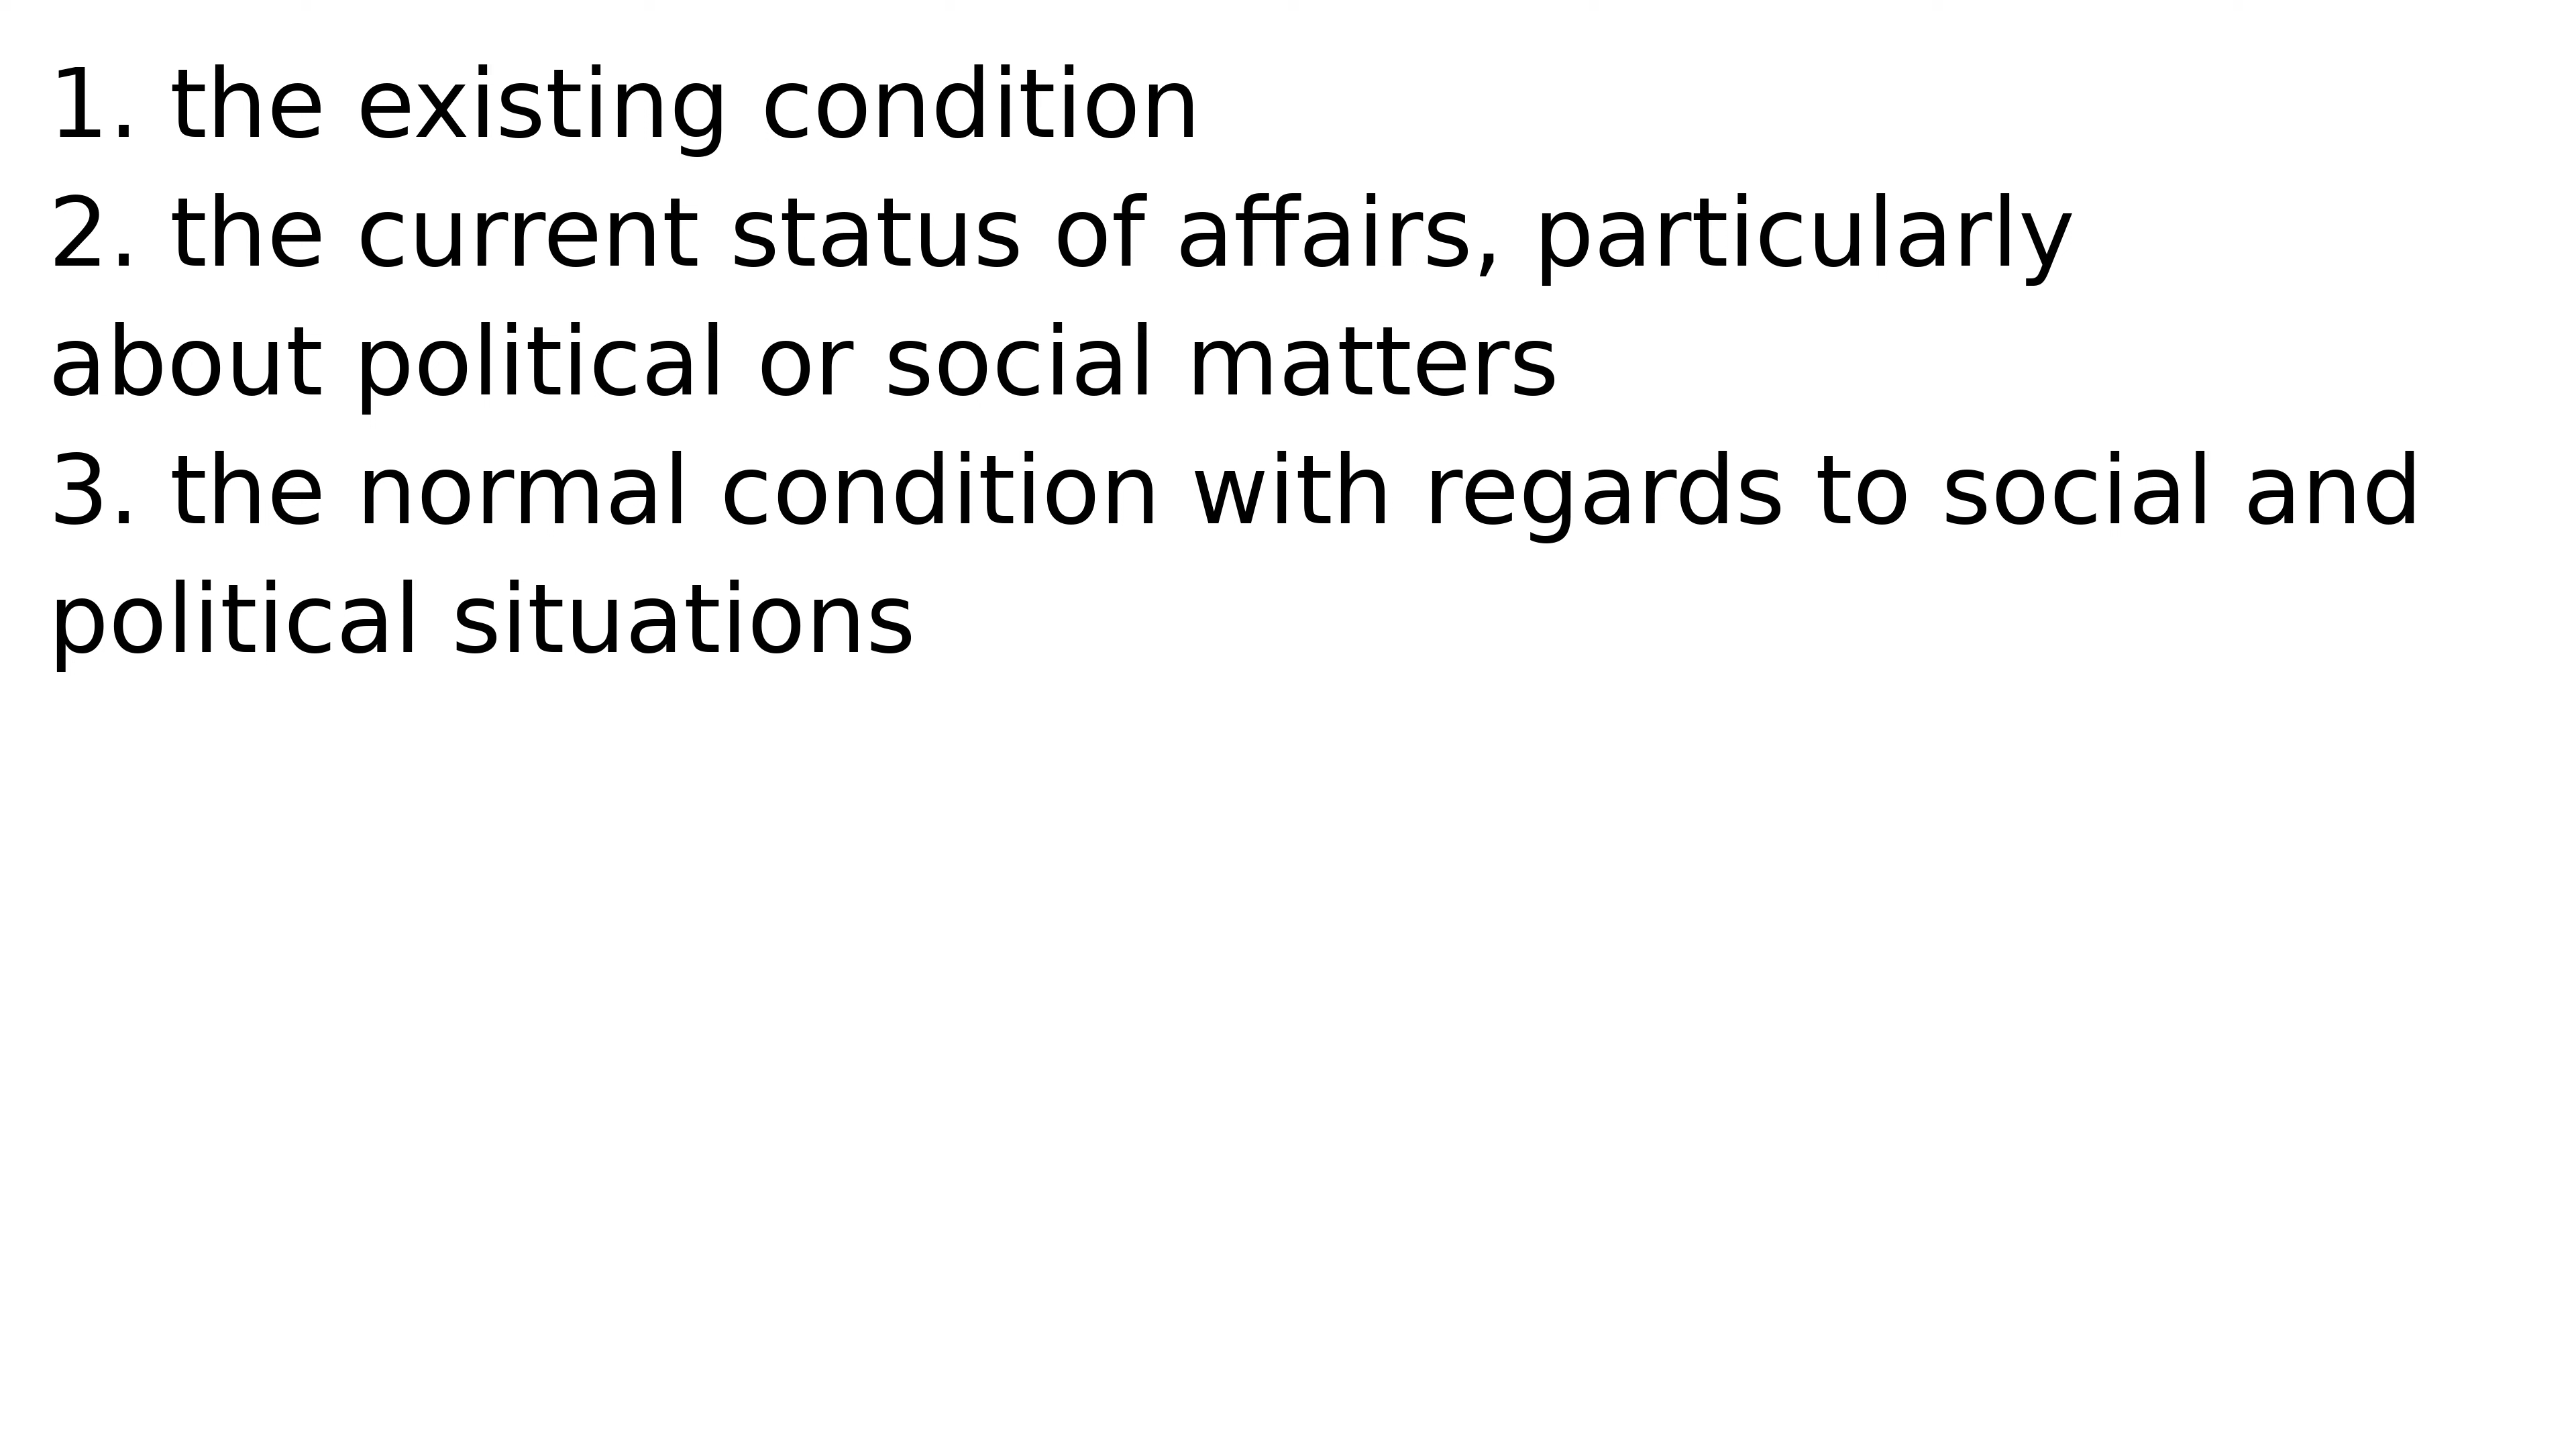 1. the existing condition
2. the current status of affairs, particularly
about political or social matters
3. the normal condition with regards to social and
political situations